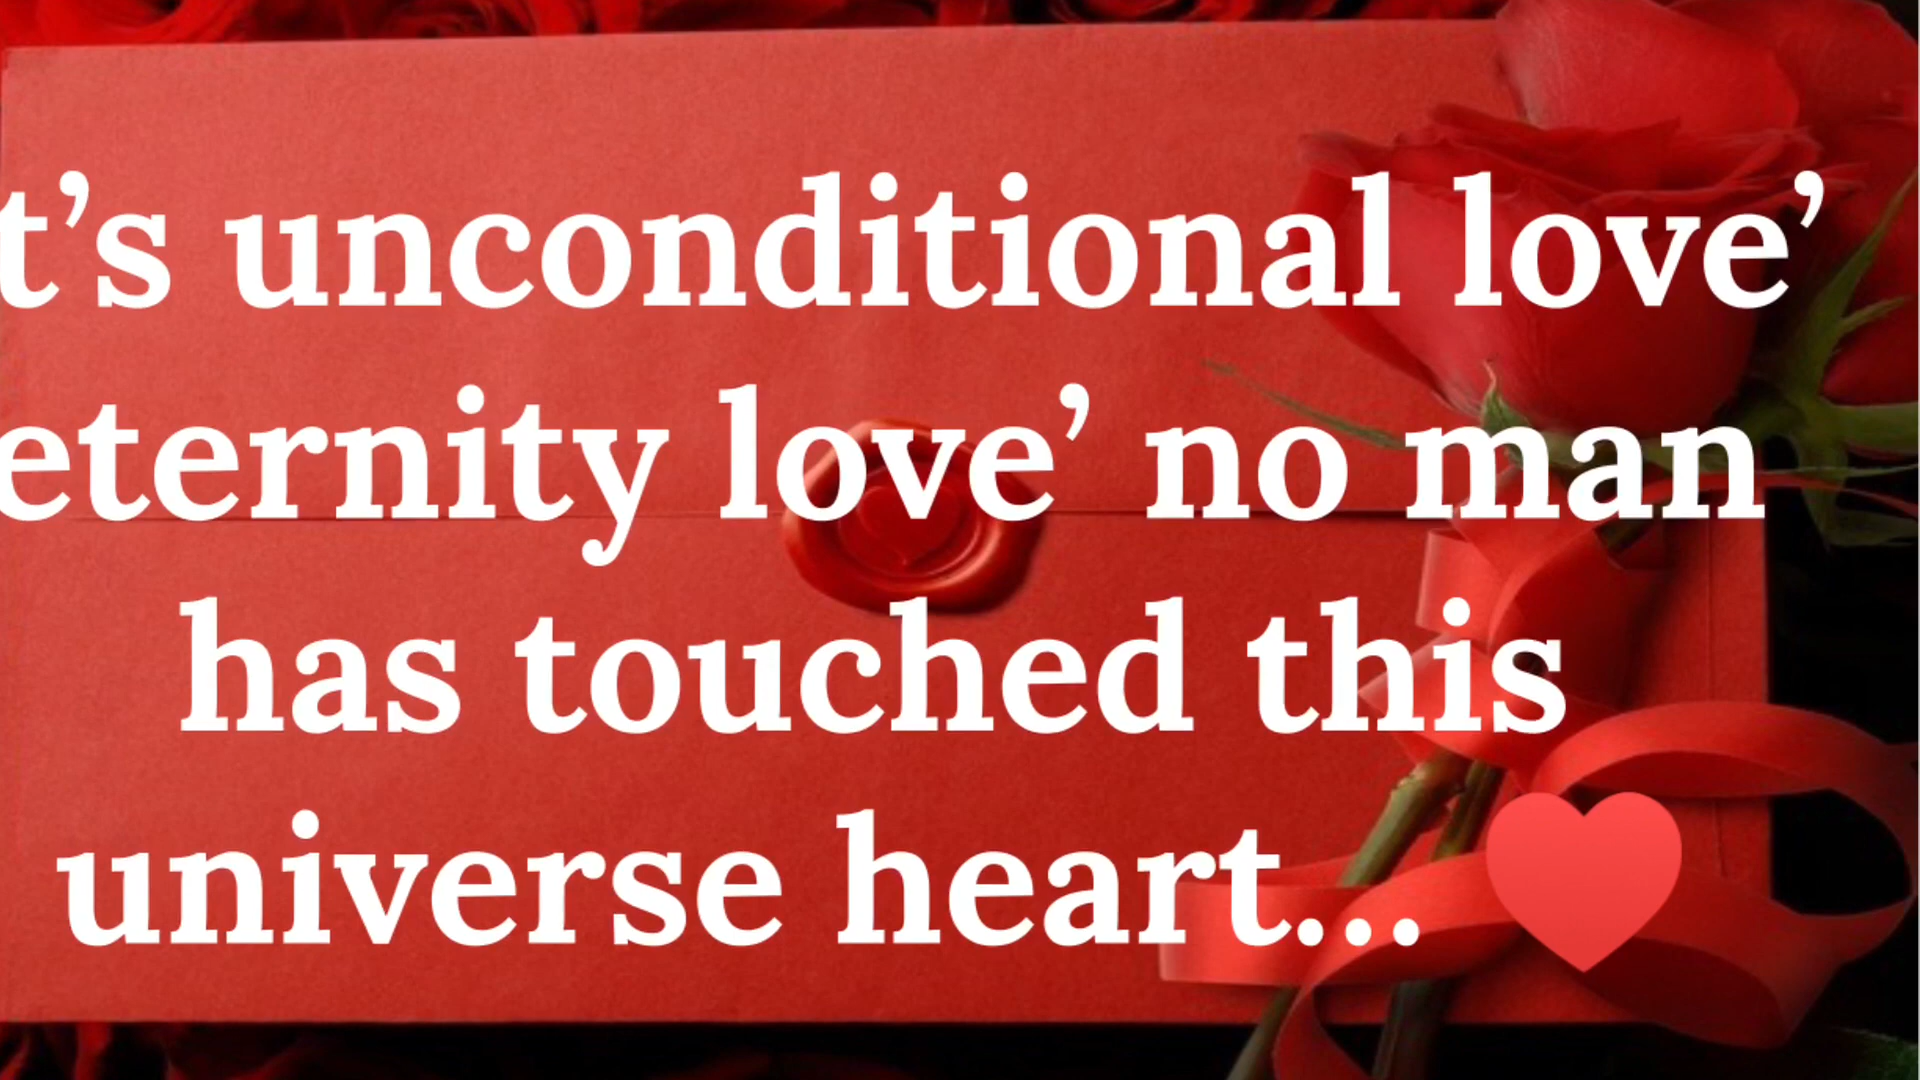 t’s unconditional love’
eternity love’ no man
has touched this
universe heart... ❤️